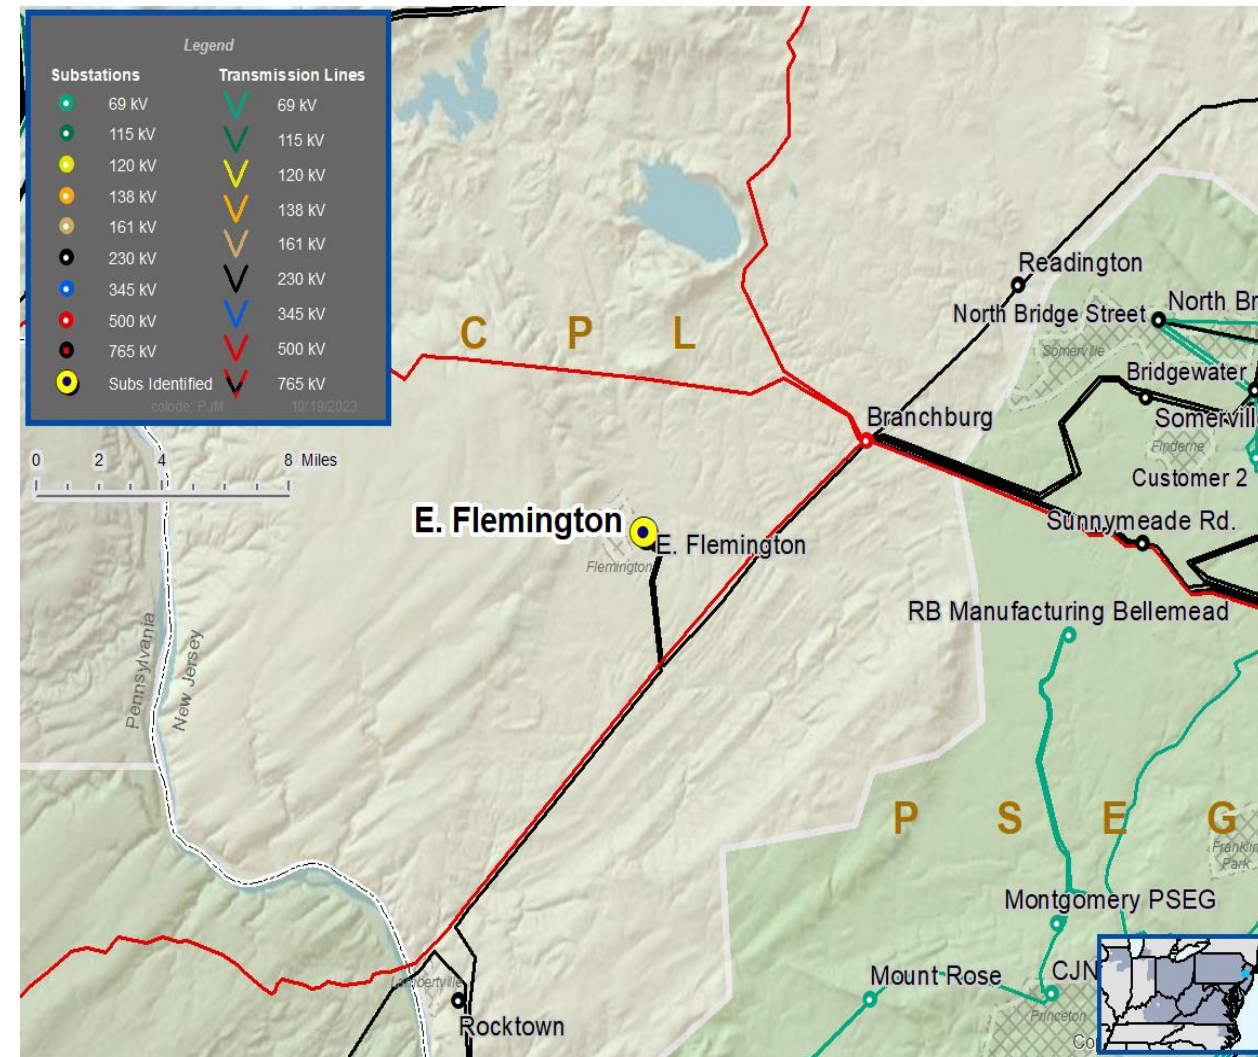 Legend
Substations
Transmission Lines
69 kV
69 kV
115 kV
115 kV
120 kV
120 kV
138 kV
138 kV
161 kV
161 kV
230 kV
230 kV
345 kV
345 kV
500 kV
500 kV
765 kV
765 kV
Subs Identified
colode: PJM
10/19/2023
0 2 4 8 Miles
C P L
Readington
North Bridge Street
North Br
Somerville
Bridgewater
Branchburg
Somerville
Finderne
Customer 2
E. Flemington
E. Flemington
Flemington
Sunnymeade Rd.
RB Manufacturing Bellemead
Pennsylvania
New Jersey
P S E G
Franklin
Park
Montgomery PSEG
Mount Rose
CJN
Lambertville
Princeton
Rocktown
Co